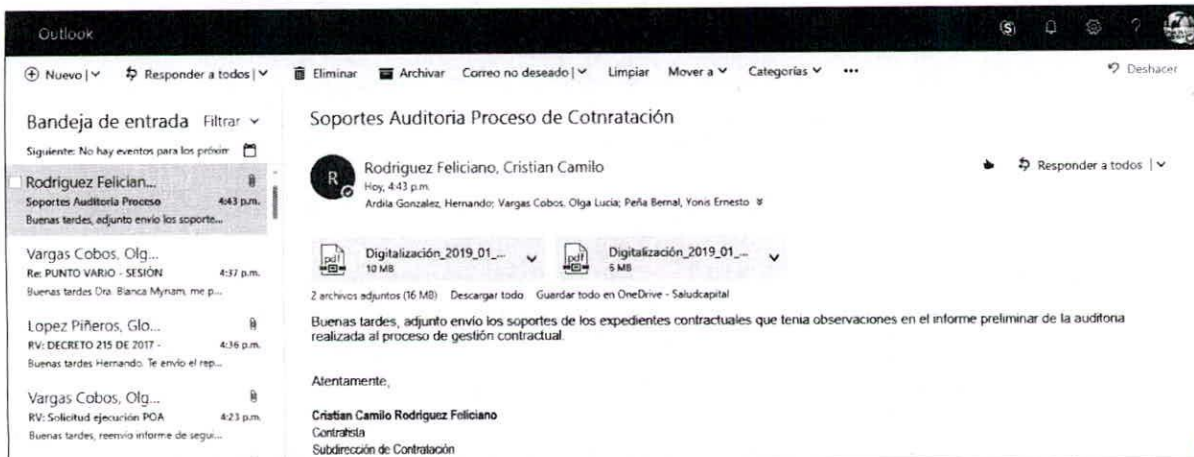 Outlook
Nuevo | Responder a todos | Eliminar Archivar Correo no deseado | Limpiar Mover a Categorías ••• Deshacer
Bandeja de entrada Filtrar
Siguiente: No hay eventos para los próxim
Rodriguez Felician...
Soportes Auditoria Proceso 4:43 p.m.
Buenas tardes, adjunto envio los soporte...
Vargas Cobos, Olg...
Re: PUNTO VARIO - SESIÓN 4:37 p.m.
Buenas tardes Dra. Blanca Myriam, me p...
Lopez Piñeros, Glo...
RV: DECRETO 215 DE 2017 - 4:36 p.m.
Buenas tardes Hernando. Te envío el rep...
Vargas Cobos, Olg...
RV: Solicitud ejecución POA 4:23 p.m.
Buenas tardes, reenvio informe de segui...
Soportes Auditoria Proceso de Cotnratación
R
Rodriguez Feliciano, Cristian Camilo
Responder a todos |
Hoy, 4:43 p.m.
Ardila Gonzalez, Hernando; Vargas Cobos, Olga Lucia; Peña Bernal, Yonis Ernesto
pdf Digitalización_2019_01_...
10 MB
pdf Digitalización_2019_01_...
6 MB
2 archivos adjuntos (16 MB) Descargar todo Guardar todo en OneDrive - Saludcapital
Buenas tardes, adjunto envio los soportes de los expedientes contractuales que tenia observaciones en el informe preliminar de la auditoria
realizada al proceso de gestión contractual.
Atentamente,
Cristian Camilo Rodriguez Feliciano
Contratista
Subdirección de Contratación